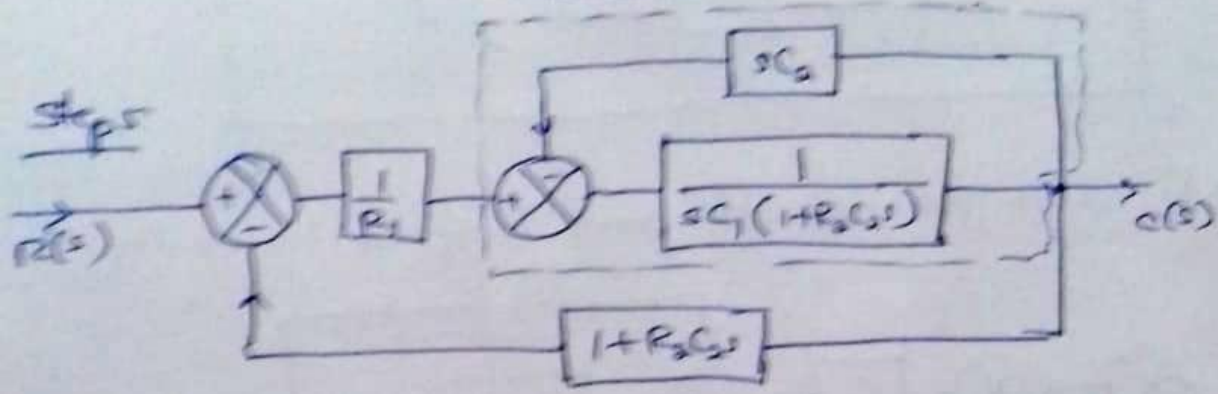 Step 5
sC₂
R(s)
+
-
1
R₁
+
-
1
sC₁(1+R₂C₂s)
C(s)
1+R₂C₂s